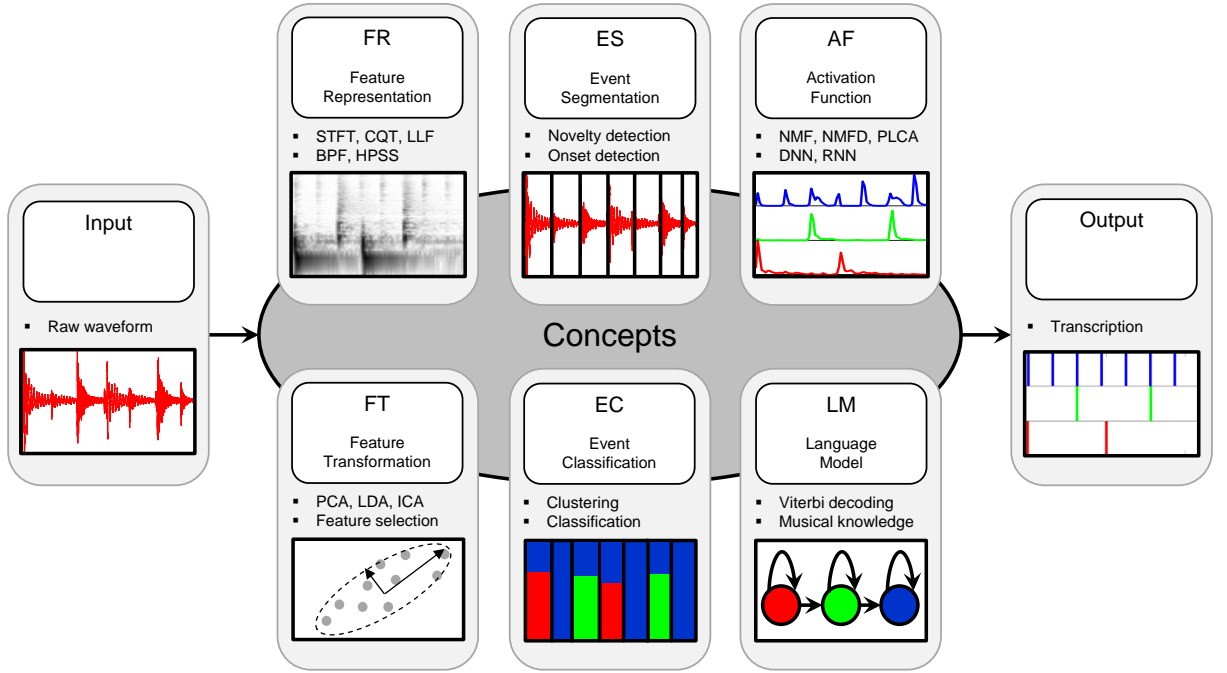 Input
▪ Raw waveform
FR
Feature
Representation
▪ STFT, CQT, LLF
▪ BPF, HPSS
ES
Event
Segmentation
▪ Novelty detection
▪ Onset detection
AF
Activation
Function
▪ NMF, NMFD, PLCA
▪ DNN, RNN
Concepts
FT
Feature
Transformation
▪ PCA, LDA, ICA
▪ Feature selection
EC
Event
Classification
▪ Clustering
▪ Classification
LM
Language
Model
▪ Viterbi decoding
▪ Musical knowledge
Output
▪ Transcription